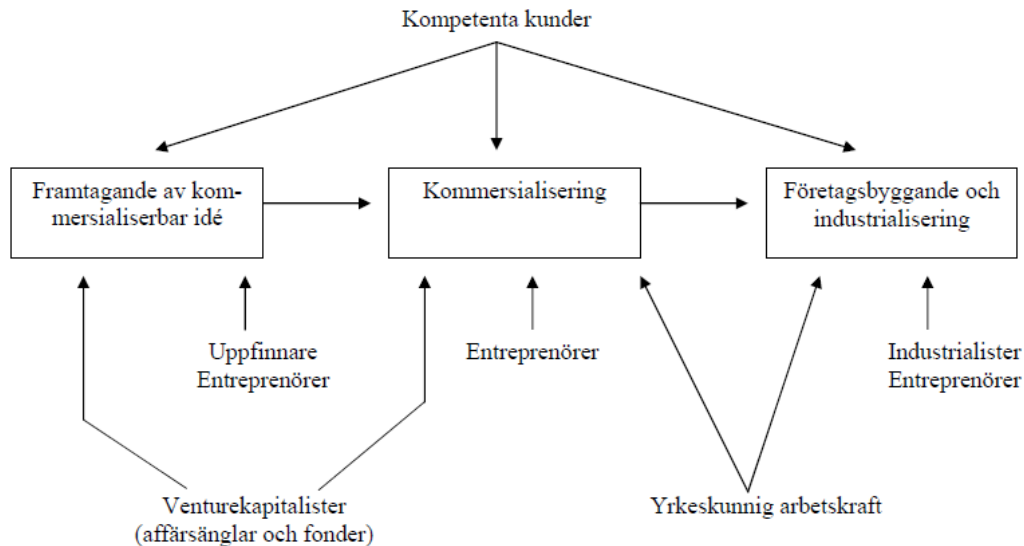 Kompetenta kunder
Framtagande av kom-
mersialiserbar idé
Kommersialisering
Företagsbyggande och
industrialisering
Uppfinnare
Entreprenörer
Entreprenörer
Industrialister
Entreprenörer
Venturekapitalister
(affärsänglar och fonder)
Yrkeskunnig arbetskraft